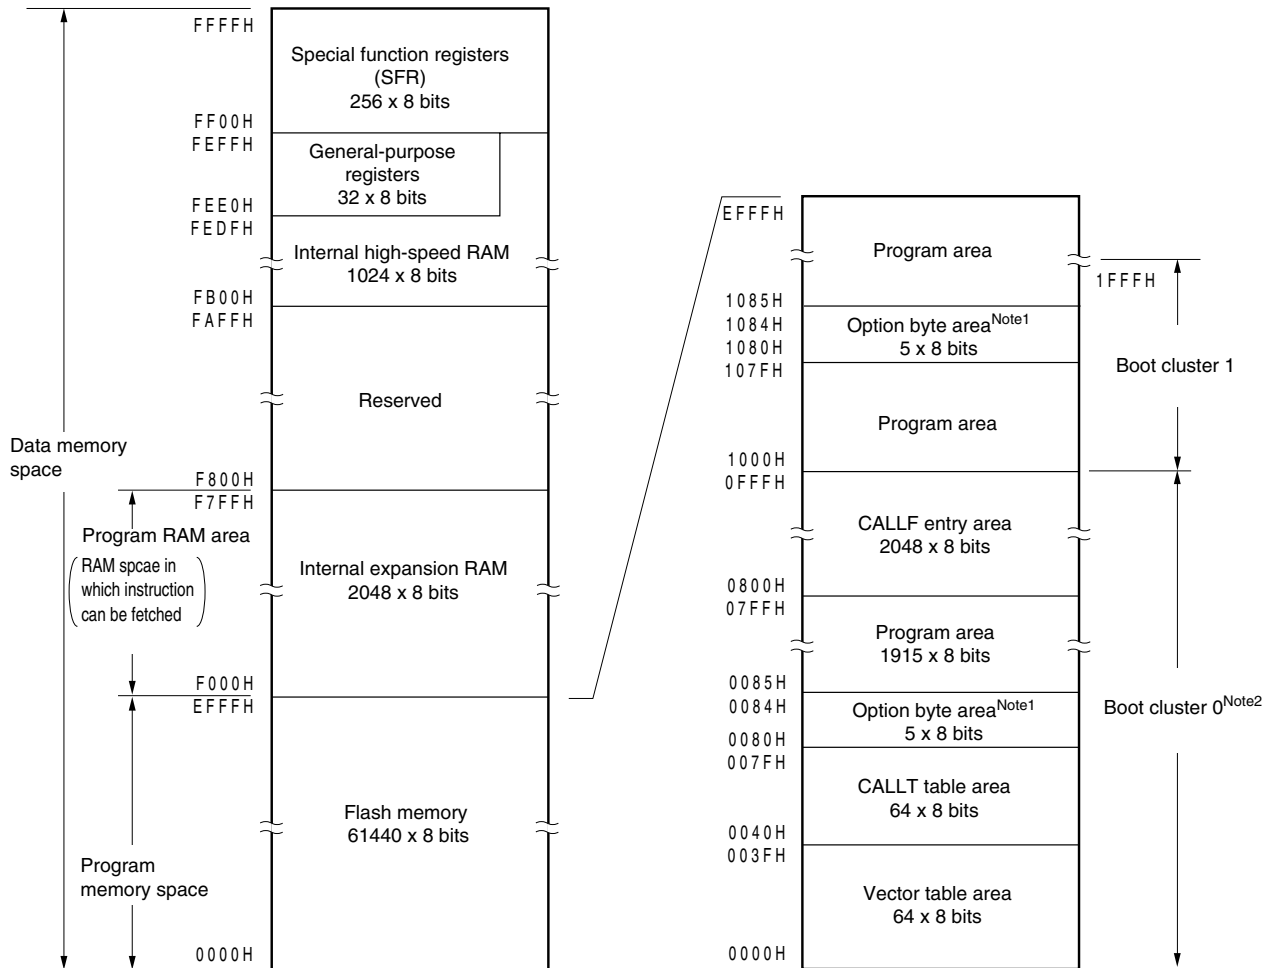 FFFFH
Special function registers
(SFR)
256 x 8 bits
FF00H
FEFFH
General-purpose
registers
32 x 8 bits
FEE0H
FEDFH
Internal high-speed RAM
1024 x 8 bits
FB00H
FAFFH
Reserved
Data memory
space
F800H
F7FFH
Program RAM area
RAM spcae in
which instruction
can be fetched
Internal expansion RAM
2048 x 8 bits
F000H
EFFFH
Flash memory
61440 x 8 bits
Program
memory space
0000H
EFFFH
Program area
1FFFH
1085H
1084H
Option byte area Note1
5 x 8 bits
1080H
107FH
Boot cluster 1
Program area
1000H
0FFFH
CALLF entry area
2048 x 8 bits
0800H
07FFH
Program area
1915 x 8 bits
0085H
0084H
Option byte area Note1
5 x 8 bits
Boot cluster 0 Note2
0080H
007FH
CALLT table area
64 x 8 bits
0040H
003FH
Vector table area
64 x 8 bits
0000H